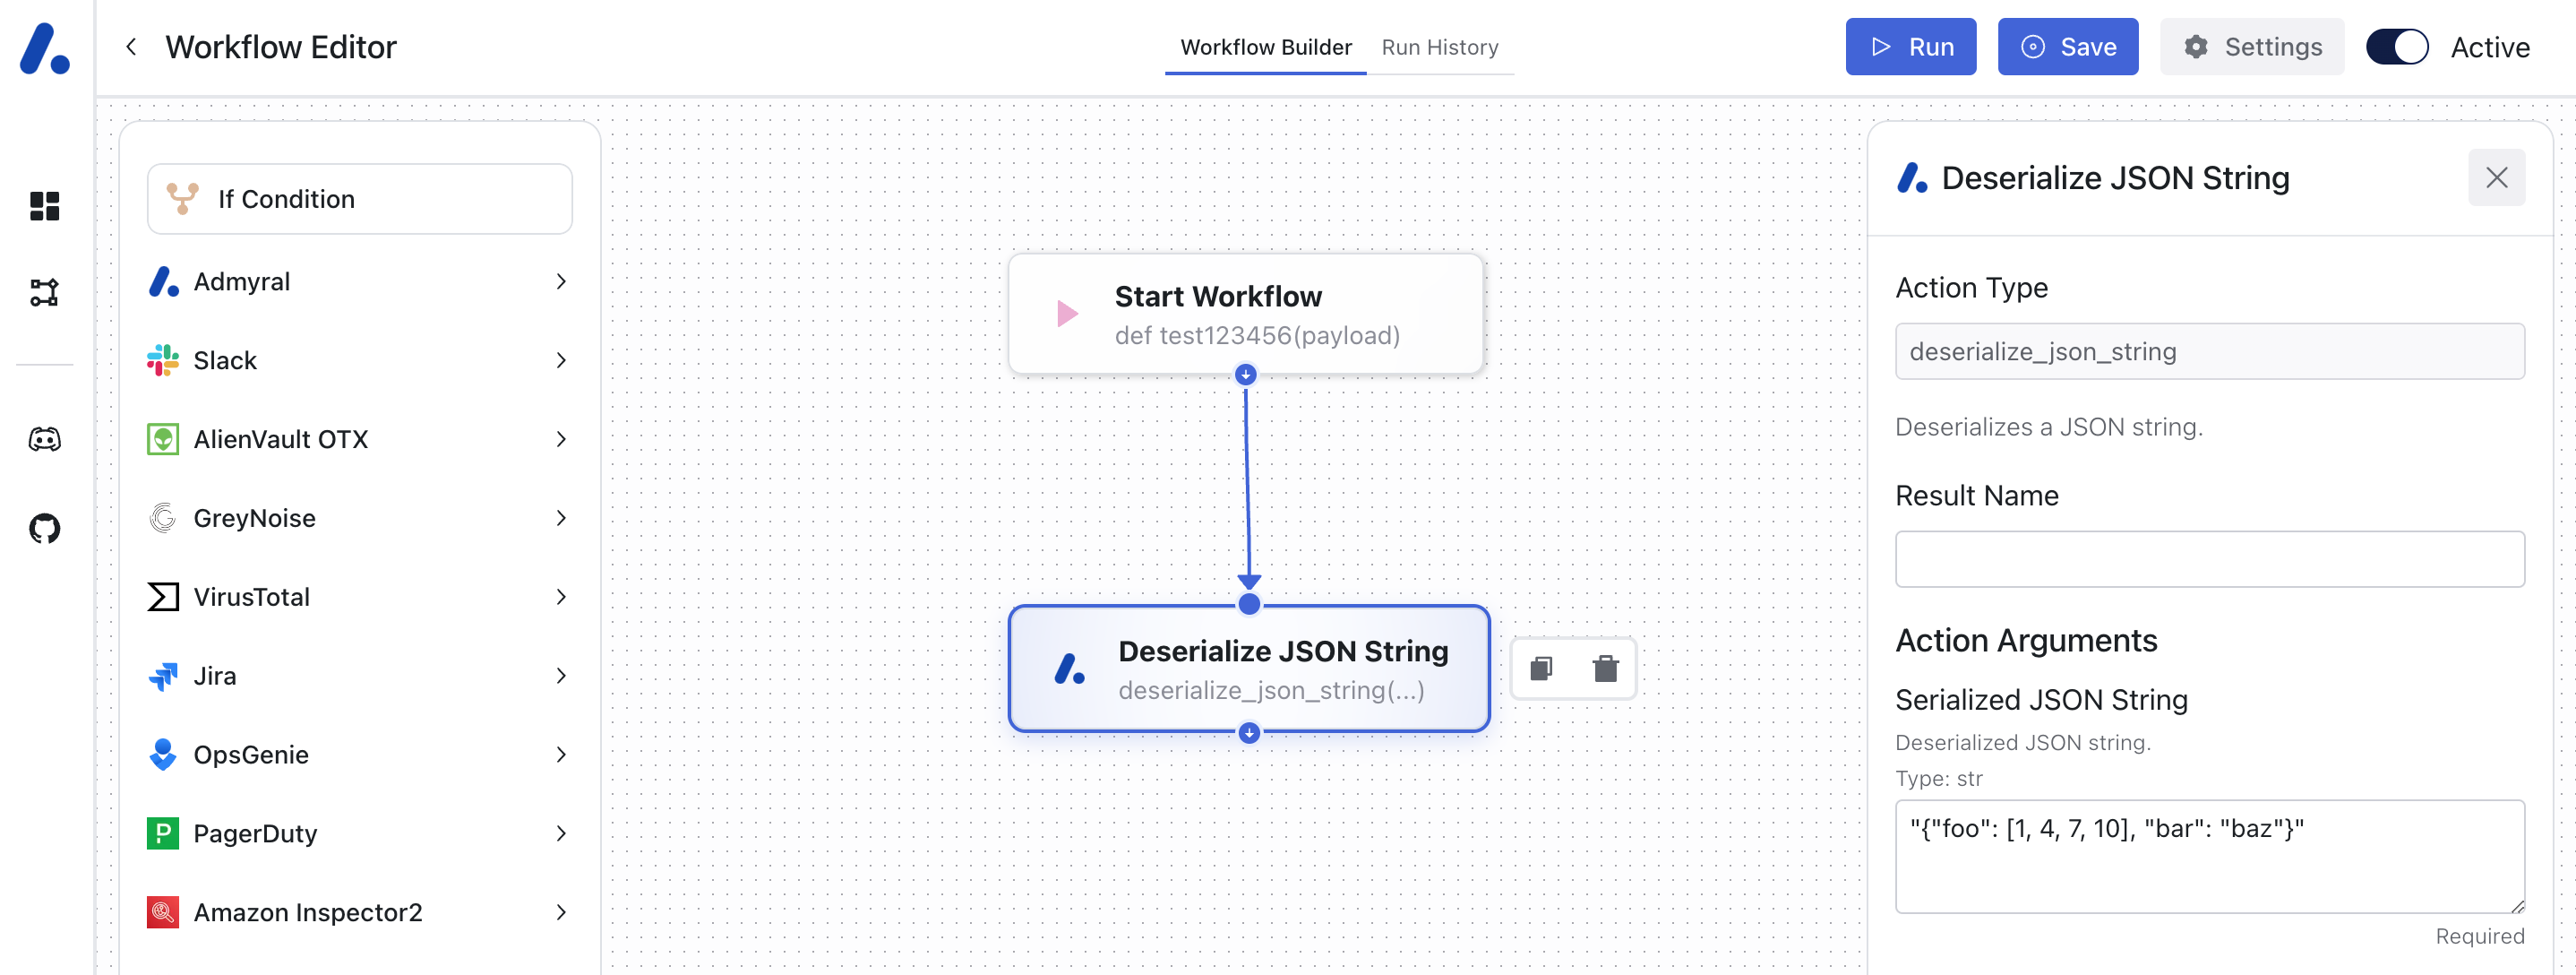 Workflow Editor
Workflow Builder
Run History
Run
Save
Settings
Active
If Condition
Admyral
Slack
AlienVault OTX
GreyNoise
VirusTotal
Jira
OpsGenie
PagerDuty
Amazon Inspector2
Start Workflow
def test123456(payload)
Deserialize JSON String
deserialize_json_string(...)
Deserialize JSON String
Action Type
deserialize_json_string
Deserializes a JSON string.
Result Name
Action Arguments
Serialized JSON String
Deserialized JSON string.
Type: str
"{"foo": [1, 4, 7, 10], "bar": "baz"}"
Required